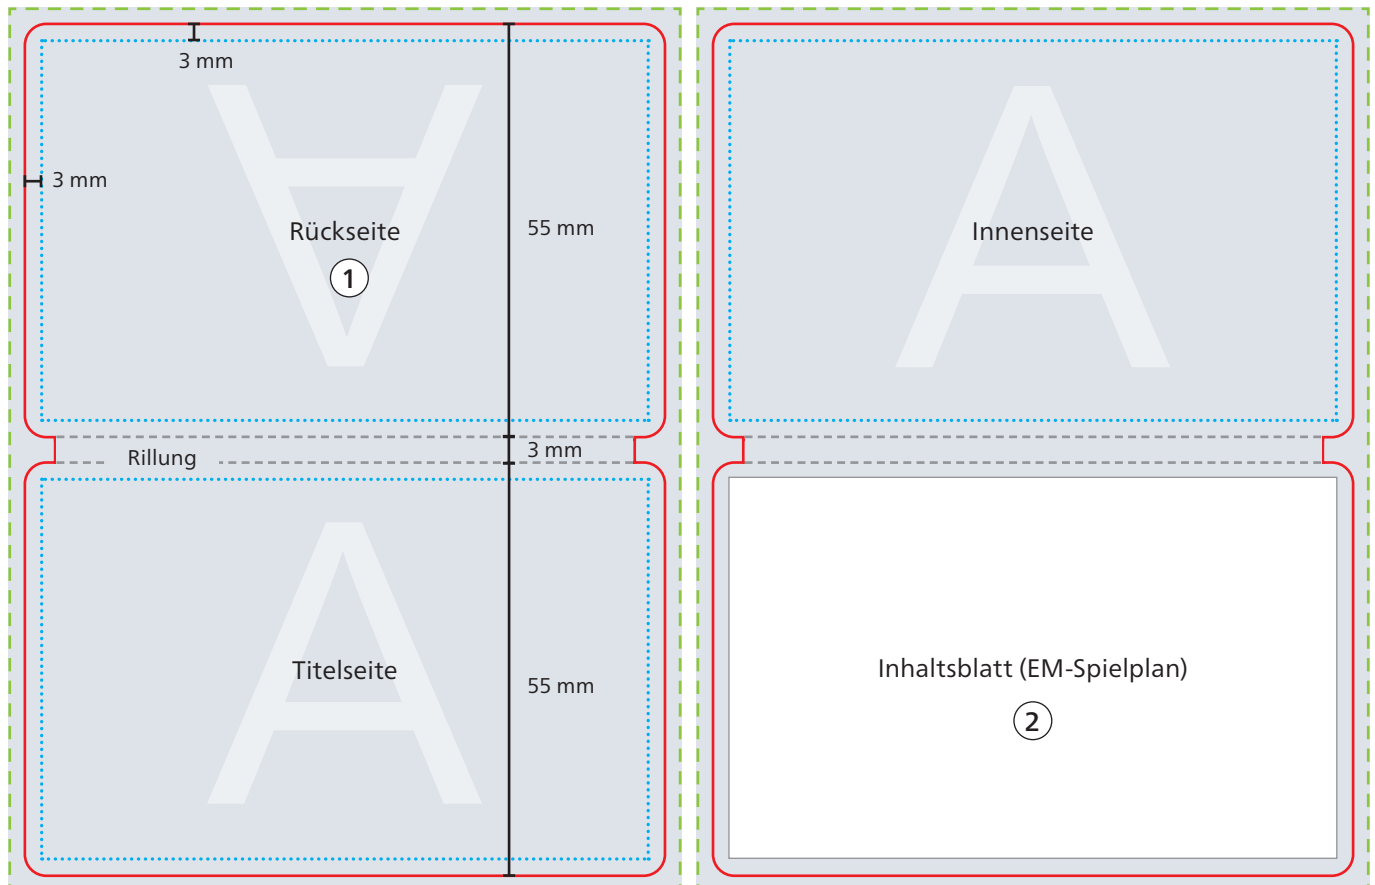 3 mm
3 mm
55 mm
Rückseite
1
A
Innenseite
A
Rillung
3 mm
Titelseite
A
55 mm
Inhaltsblatt (EM-Spielplan)
2